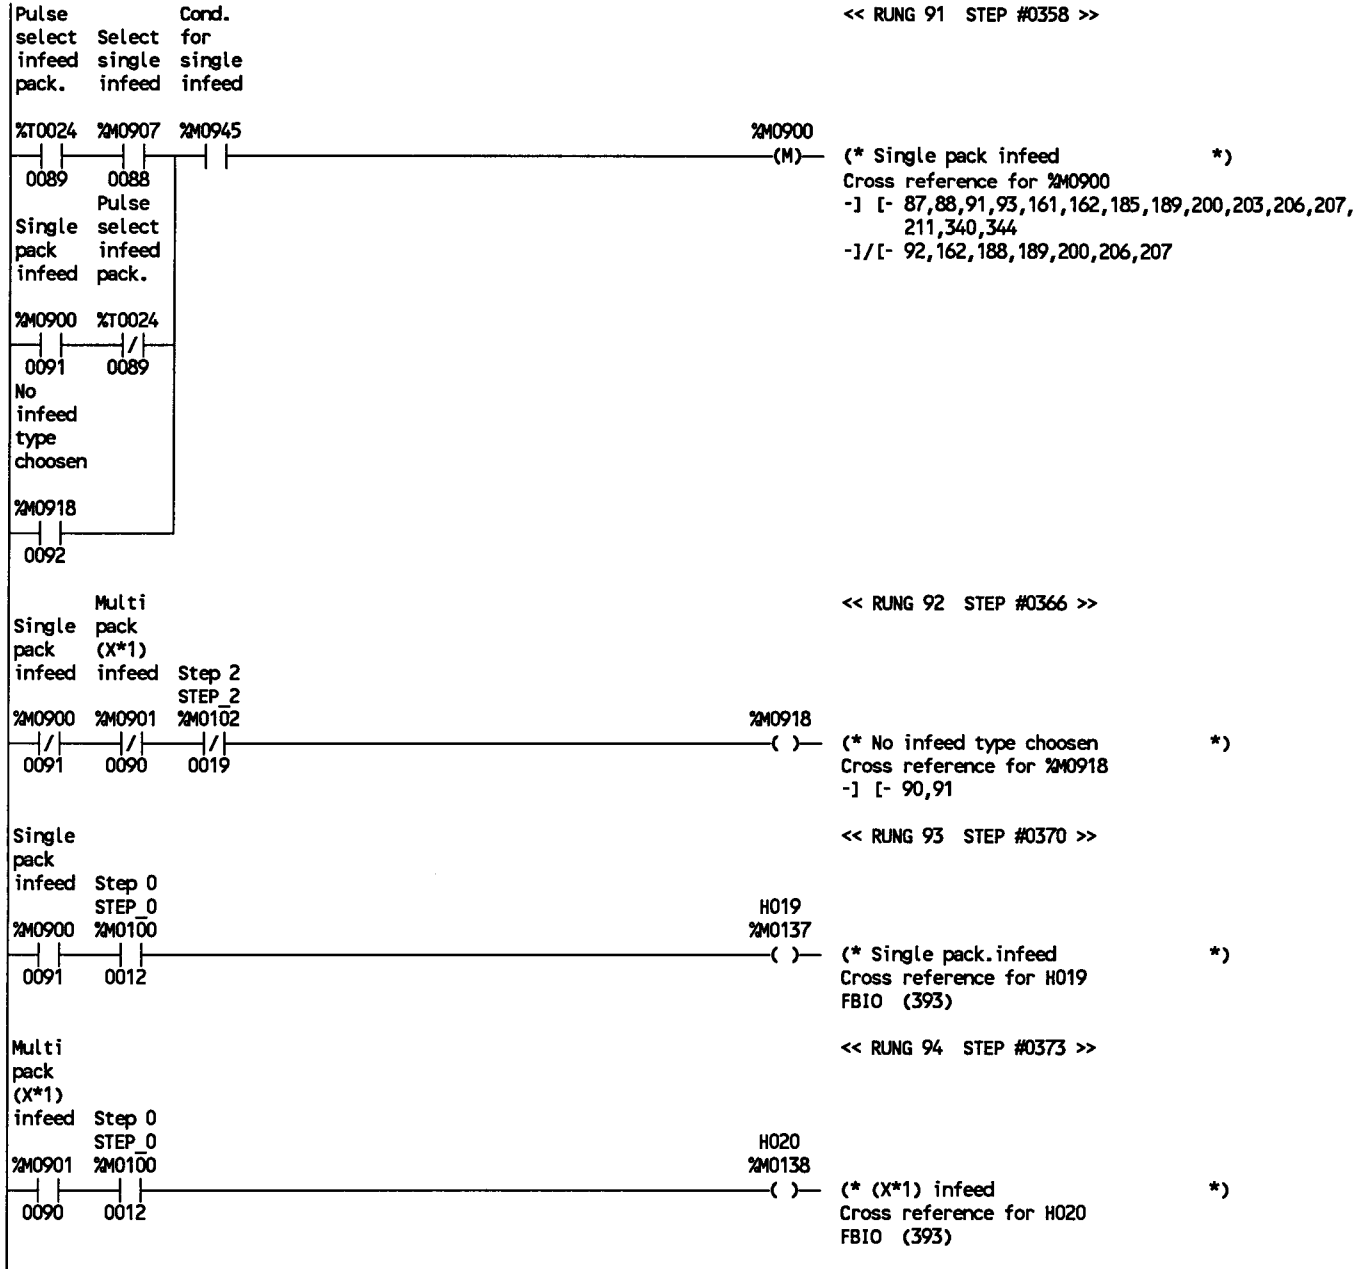 Pulse Cond. << RUNG 91 STEP #0358 >>
select Select for
infeed single single
pack. infeed infeed
%T0024 %M0907 %M0945 %M0900
(M) (* Single pack infeed *)
0089 0088 Cross reference for %M0900
Pulse -] [- 87,88,91,93,161,162,185,189,200,203,206,207,
Single select 211,340,344
pack infeed -]/[- 92,162,188,189,200,206,207
infeed pack.
%M0900 %T0024
/
0091 0089
No
infeed
type
choosen
%M0918
0092
Multi << RUNG 92 STEP #0366 >>
Single pack
pack (X*1)
infeed infeed Step 2
STEP_2
%M0900 %M0901 %M0102 %M0918
/ / / ( ) (* No infeed type choosen *)
0091 0090 0019 Cross reference for %M0918
-] [- 90,91
Single << RUNG 93 STEP #0370 >>
pack
infeed Step 0
STEP_0 H019
%M0900 %M0100 %M0137
( ) (* Single pack.infeed *)
0091 0012 Cross reference for H019
FBIO (393)
Multi << RUNG 94 STEP #0373 >>
pack
(X*1)
infeed Step 0
STEP_0 H020
%M0901 %M0100 %M0138
( ) (* (X*1) infeed *)
0090 0012 Cross reference for H020
FBIO (393)